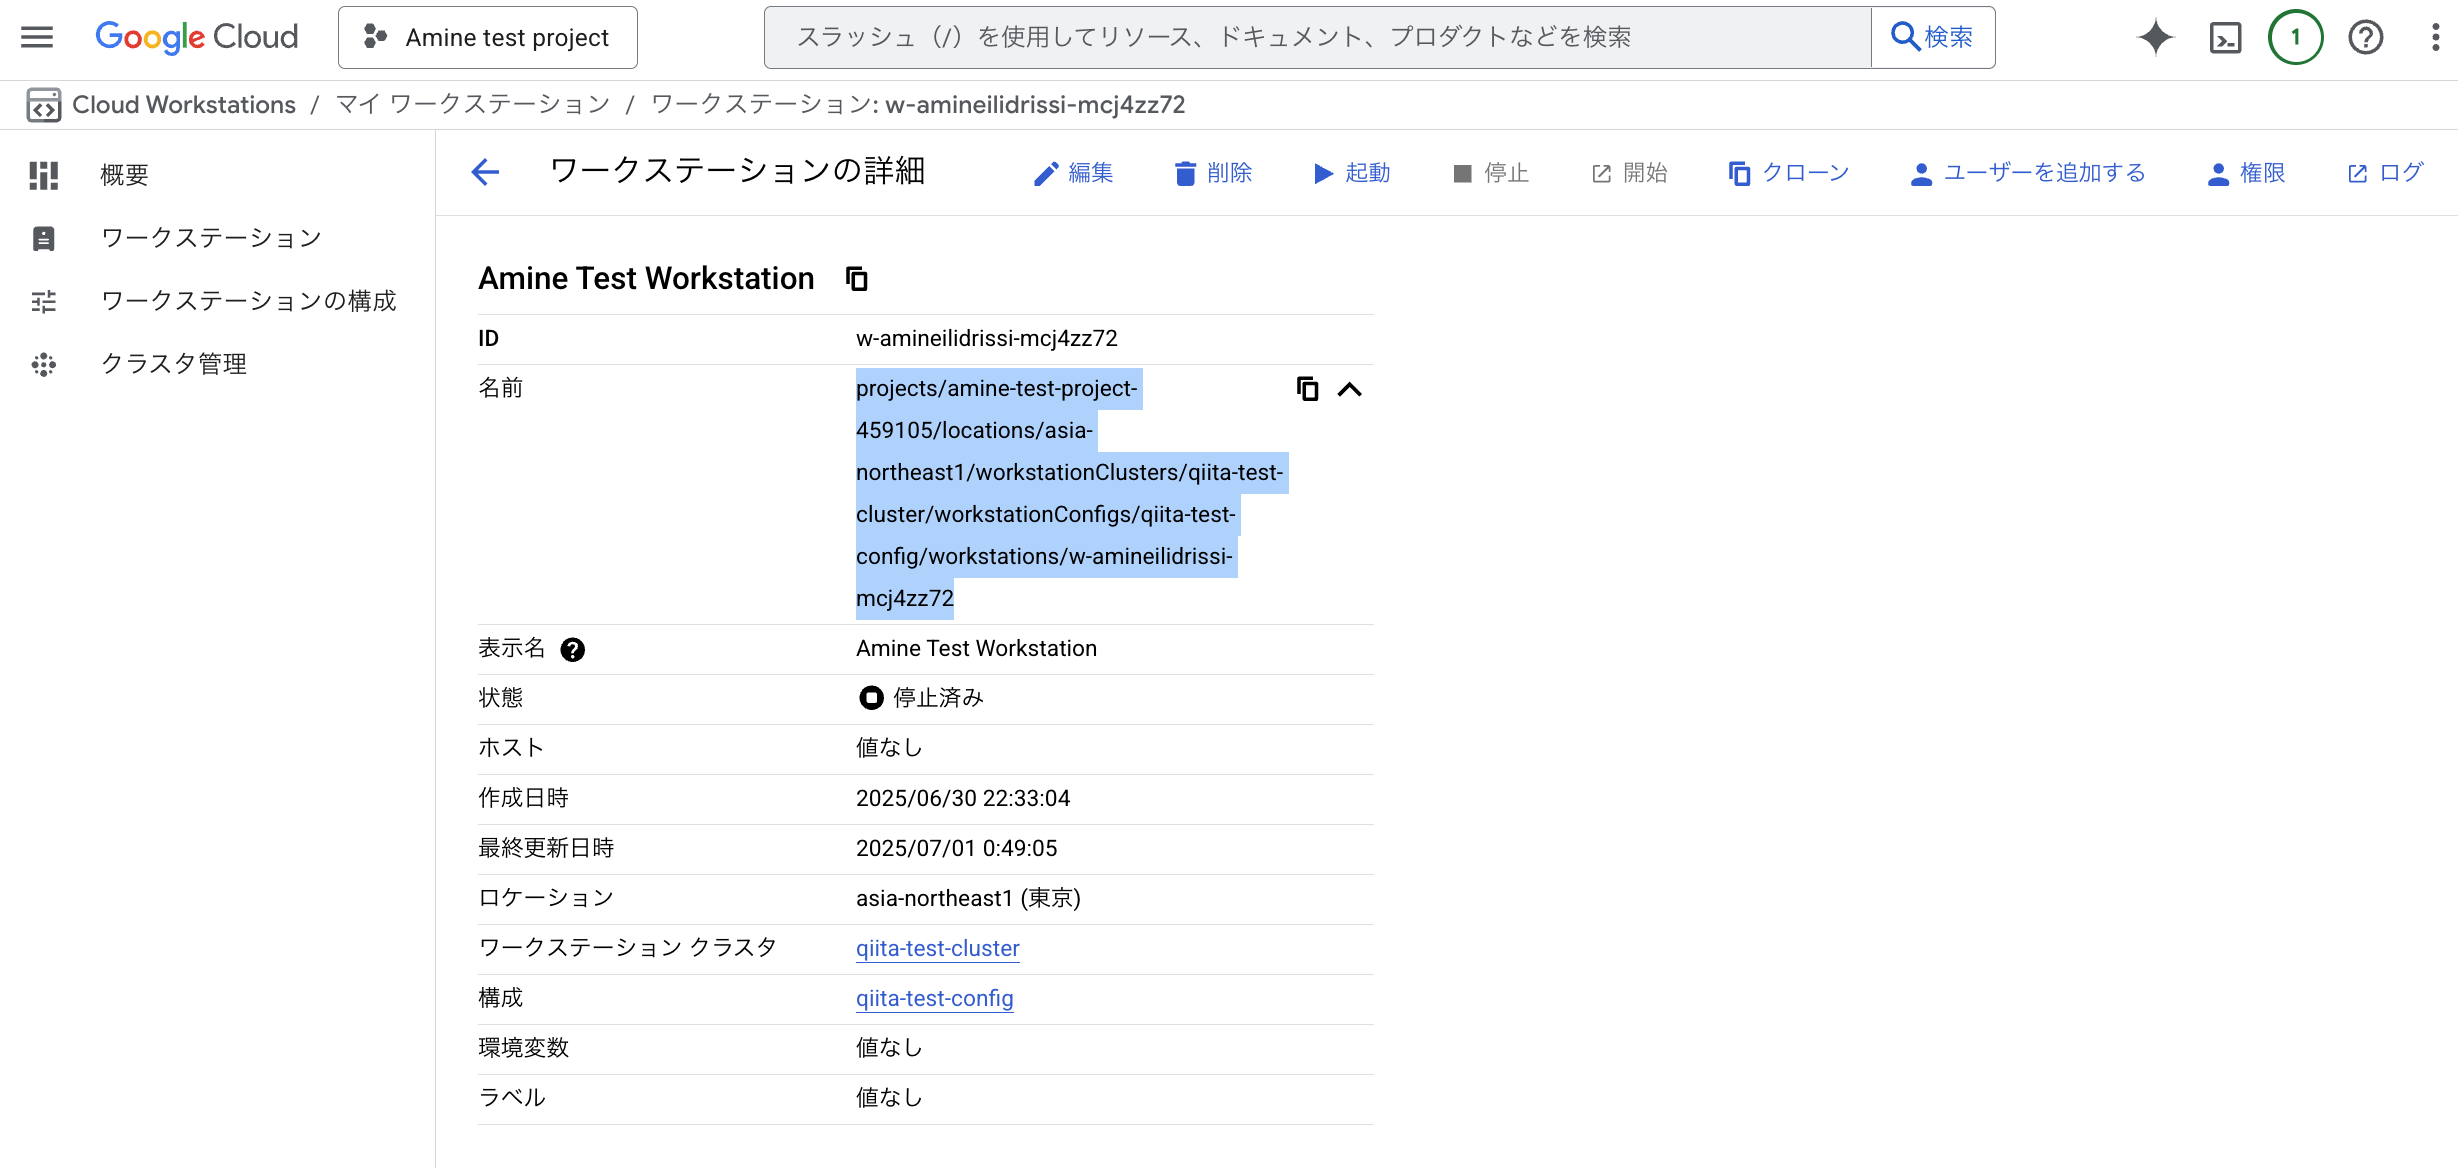 Google Cloud
Amine test project
スラッシュ（/）を使用してリソース、ドキュメント、プロダクトなどを検索
検索
1
Cloud Workstations / マイ ワークステーション / ワークステーション: w-amineilidrissi-mcj4zz72
概要
ワークステーション
ワークステーションの構成
クラスタ管理
ワークステーションの詳細
編集
削除
起動
停止
開始
クローン
ユーザーを追加する
権限
ログ
Amine Test Workstation
ID w-amineilidrissi-mcj4zz72
名前 projects/amine-test-project-
459105/locations/asia-
northeast1/workstationClusters/qiita-test-
cluster/workstationConfigs/qiita-test-
config/workstations/w-amineilidrissi-
mcj4zz72
表示名 Amine Test Workstation
状態 停止済み
ホスト 値なし
作成日時 2025/06/30 22:33:04
最終更新日時 2025/07/01 0:49:05
ロケーション asia-northeast1 (東京)
ワークステーション クラスタ qiita-test-cluster
構成 qiita-test-config
環境変数 値なし
ラベル 値なし